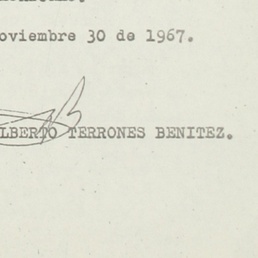 oviembre 30 de 1967.
LBERTO TERRONES BENITEZ.